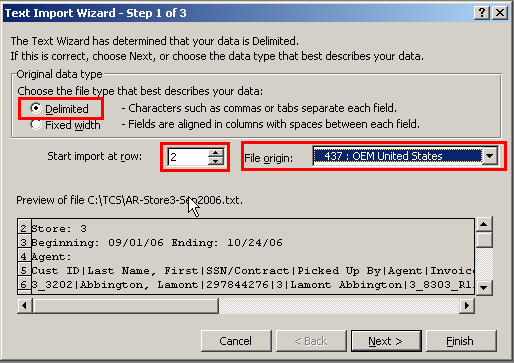 Text Import Wizard - Step 1 of 3
The Text Wizard has determined that your data is Delimited.
If this is correct, choose Next, or choose the data type that best describes your data.
Original data type
Choose the file type that best describes your data:
Delimited - Characters such as commas or tabs separate each field.
Fixed width - Fields are aligned in columns with spaces between each field.
Start import at row: 2 File origin: 437 : OEM United States
Preview of file C:\TCS\AR-Store3-Sep2006.txt.
2 Store: 3
3 Beginning: 09/01/06 Ending: 10/24/06
4 Agent:
5 Cust ID|Last Name, First|SSN/Contract|Picked Up By|Agent|Invoic
6 3_3202|Abbington, Lamont|297844276|3|Lamont Abbington|3_8303_R1
Cancel < Back Next > Finish